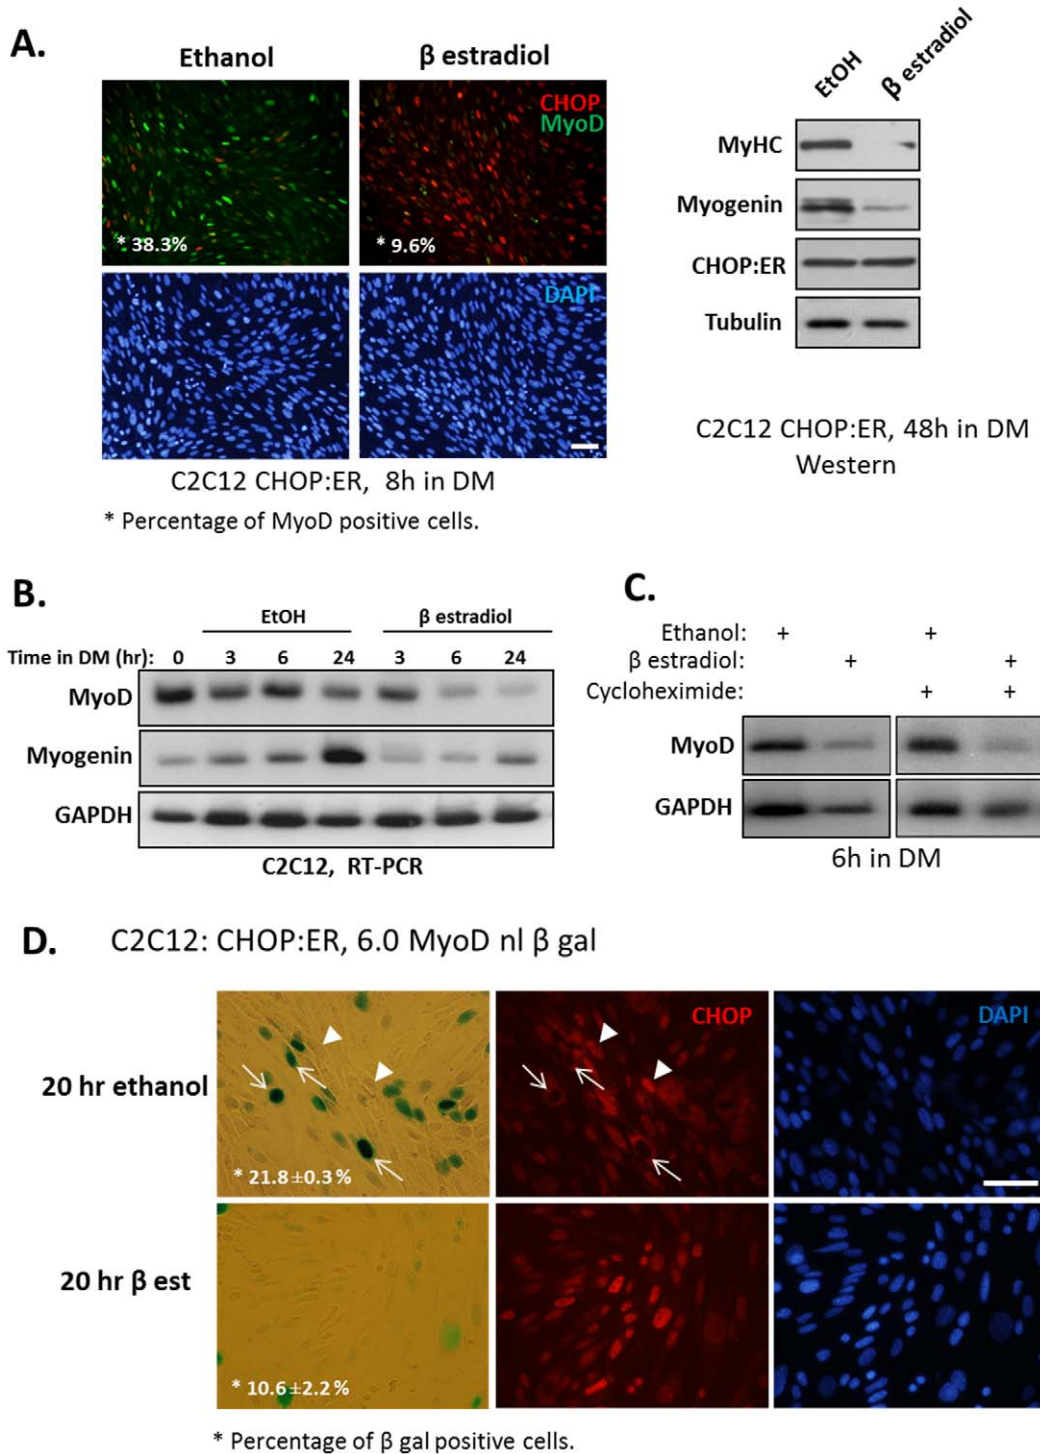 A.
Ethanol
β estradiol
CHOP
MyoD
* 38.3%
* 9.6%
DAPI
C2C12 CHOP:ER, 8h in DM
* Percentage of MyoD positive cells.
EtOH
β estradiol
MyHC
Myogenin
CHOP:ER
Tubulin
C2C12 CHOP:ER, 48h in DM
Western
B.
EtOH
β estradiol
Time in DM (hr): 0 3 6 24 3 6 24
MyoD
Myogenin
GAPDH
C2C12, RT-PCR
C.
Ethanol: + +
β estradiol: + +
Cycloheximide: + +
MyoD
GAPDH
6h in DM
D.
C2C12: CHOP:ER, 6.0 MyoD nl β gal
CHOP
DAPI
20 hr ethanol
* 21.8 ±0.3 %
20 hr β est
* 10.6 ±2.2 %
* Percentage of β gal positive cells.